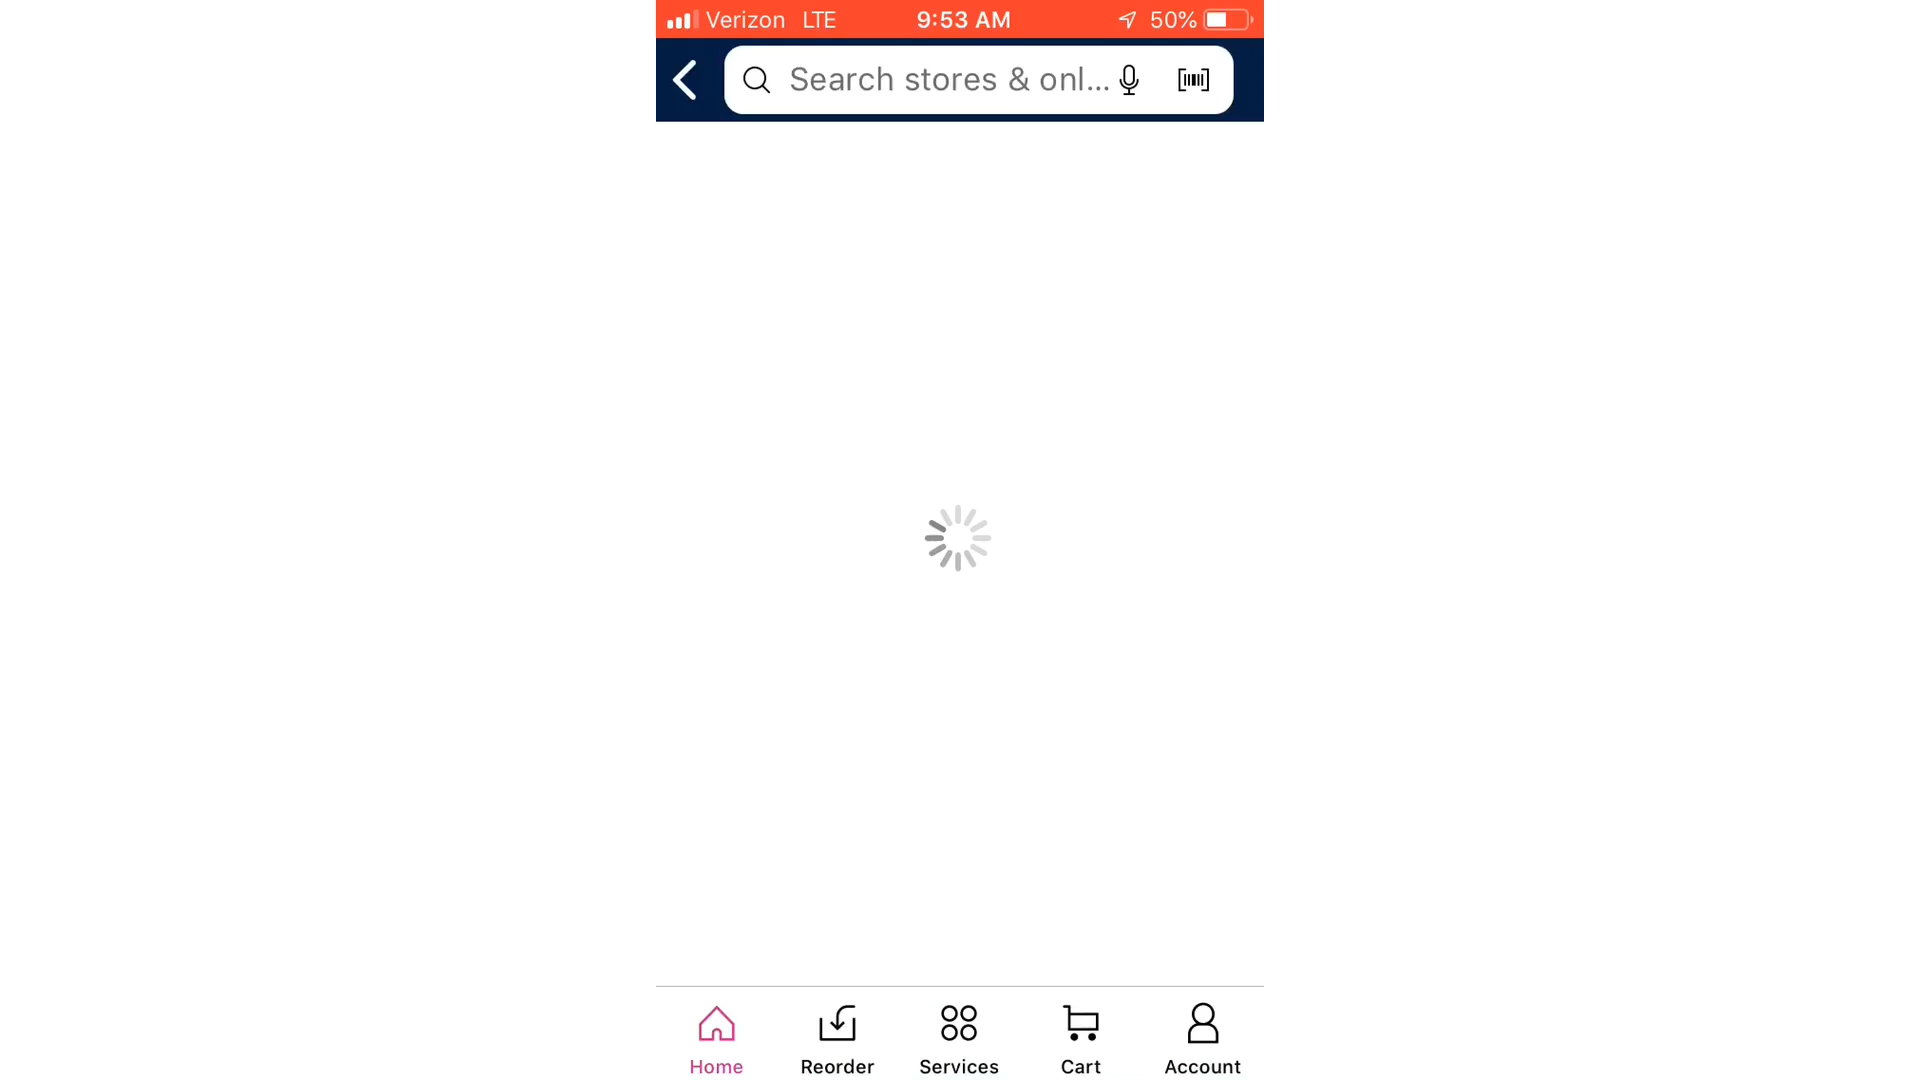 Verizon LTE 9:53 AM 50%
Search stores & onl...
Home Reorder Services Cart Account